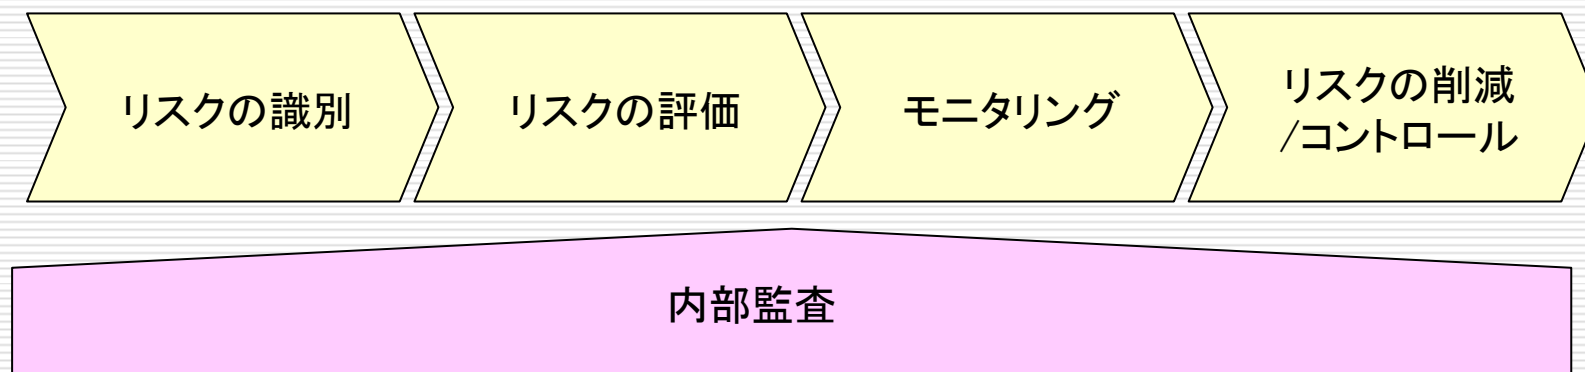 リスクの識別
リスクの評価
モニタリング
リスクの削減
/コントロール
内部監査